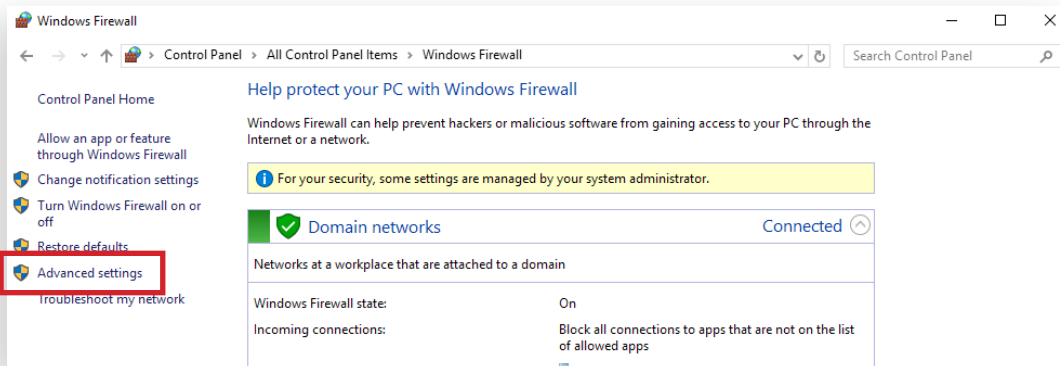 Windows Firewall
Control Panel > All Control Panel Items > Windows Firewall
Search Control Panel
Control Panel Home
Allow an app or feature
through Windows Firewall
Change notification settings
Turn Windows Firewall on or
off
Restore defaults
Advanced settings
Troubleshoot my network
Help protect your PC with Windows Firewall
Windows Firewall can help prevent hackers or malicious software from gaining access to your PC through the
Internet or a network.
For your security, some settings are managed by your system administrator.
Domain networks
Connected
Networks at a workplace that are attached to a domain
Windows Firewall state:
On
Incoming connections:
Block all connections to apps that are not on the list
of allowed apps